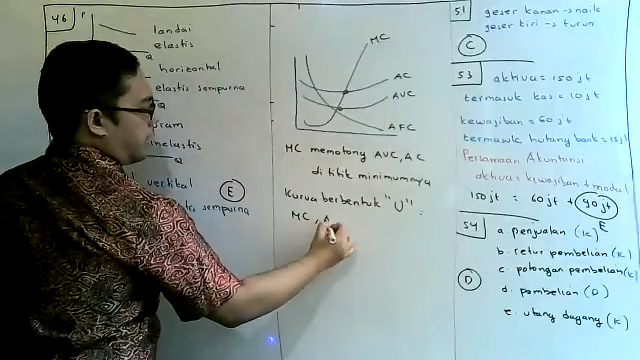 46
P
landai
elastis
Q
horizontal
elastis sempurna
Q
inelastis
Q
vertikal
sempurna
E
MC
AC
AVC
AFC
MC memotong AVC, AC
di titik minimumnya
Kurva berbentuk "U" :
MC, A
51
geser kanan → naik
geser kiri → turun
C
53
aktiva = 150 jt
termasuk kas = 10 jt
kewajiban = 60 jt
termasuk hutang bank = 15 jt
Persamaan Akuntansi
aktiva = kewajiban + modal
150 jt = 60 jt + 90 jt
E
54
a penjualan (K)
b. retur pembelian (K)
c. potongan pembelian (K)
D
d. pembelian (D)
e. utang dagang (K)